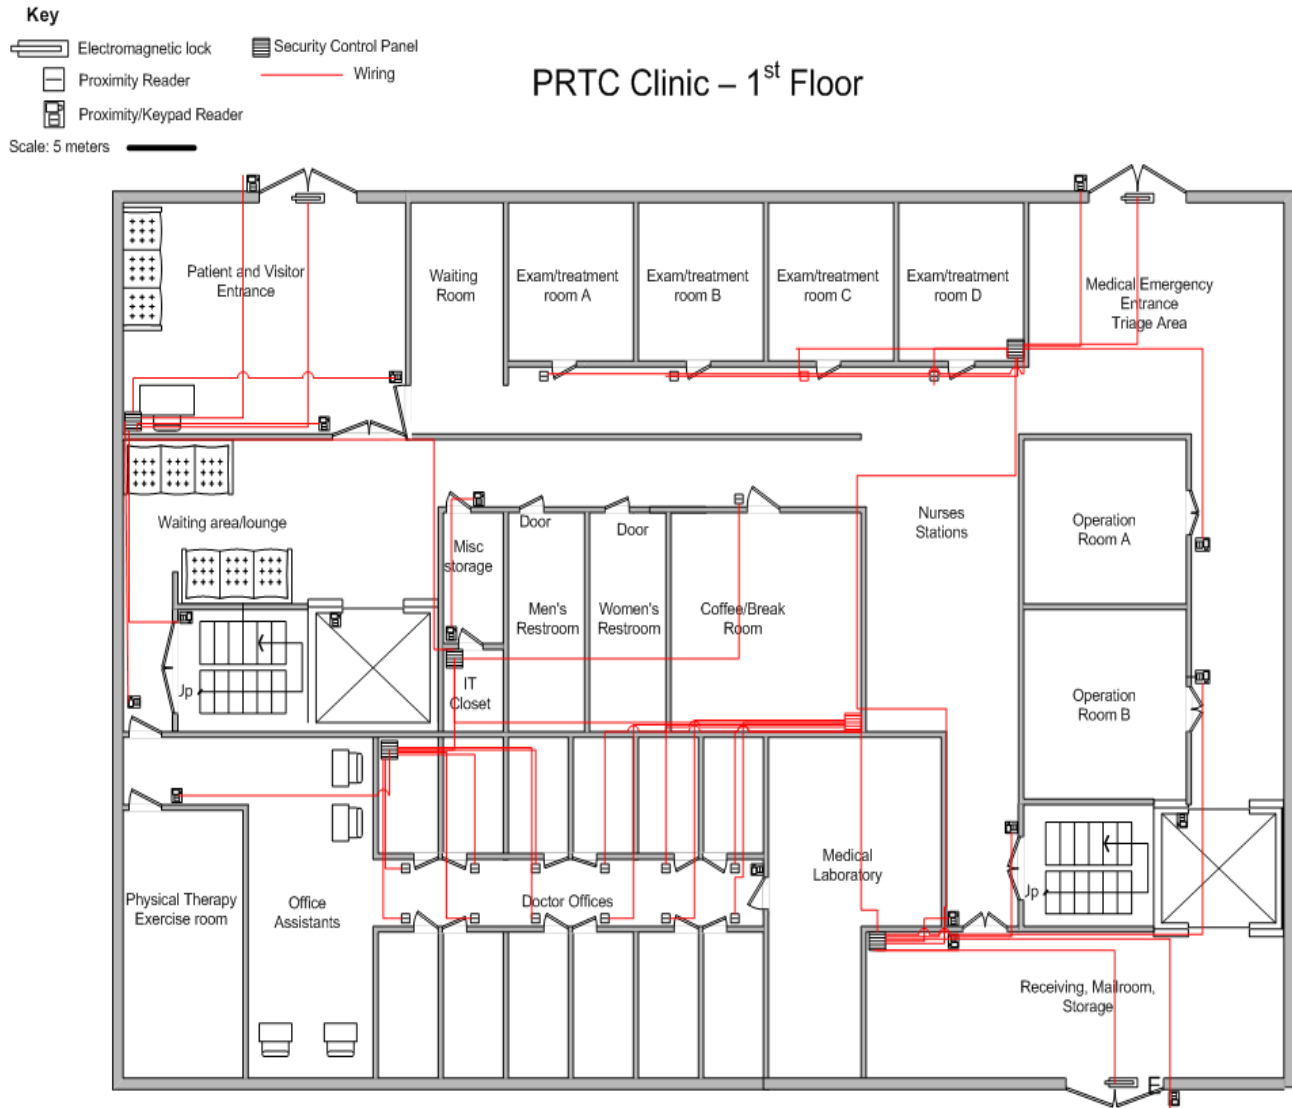 Key
Electromagnetic lock
Security Control Panel
Proximity Reader
Wiring
Proximity/Keypad Reader
Scale: 5 meters
PRTC Clinic – 1st Floor
Patient and Visitor
Entrance
Waiting
Room
Exam/treatment
room A
Exam/treatment
room B
Exam/treatment
room C
Exam/treatment
room D
Medical Emergency
Entrance
Triage Area
Waiting area/lounge
Misc
storage
Door
Men's
Restroom
Door
Women's
Restroom
Coffee/Break
Room
Nurses
Stations
Operation
Room A
Operation
Room B
Jp
IT
Closet
Physical Therapy
Exercise room
Office
Assistants
Doctor Offices
Medical
Laboratory
Jp
Receiving, Mailroom,
Storage
E